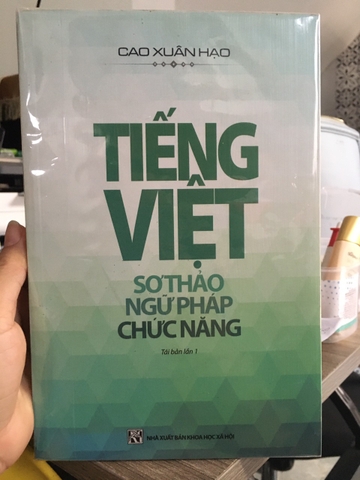 CAO XUÂN HẠO
TIẾNG
VIỆT
SƠ THẢO
NGỮ PHÁP
CHỨC NĂNG
Tái bản lần 1
NHÀ XUẤT BẢN KHOA HỌC XÃ HỘI